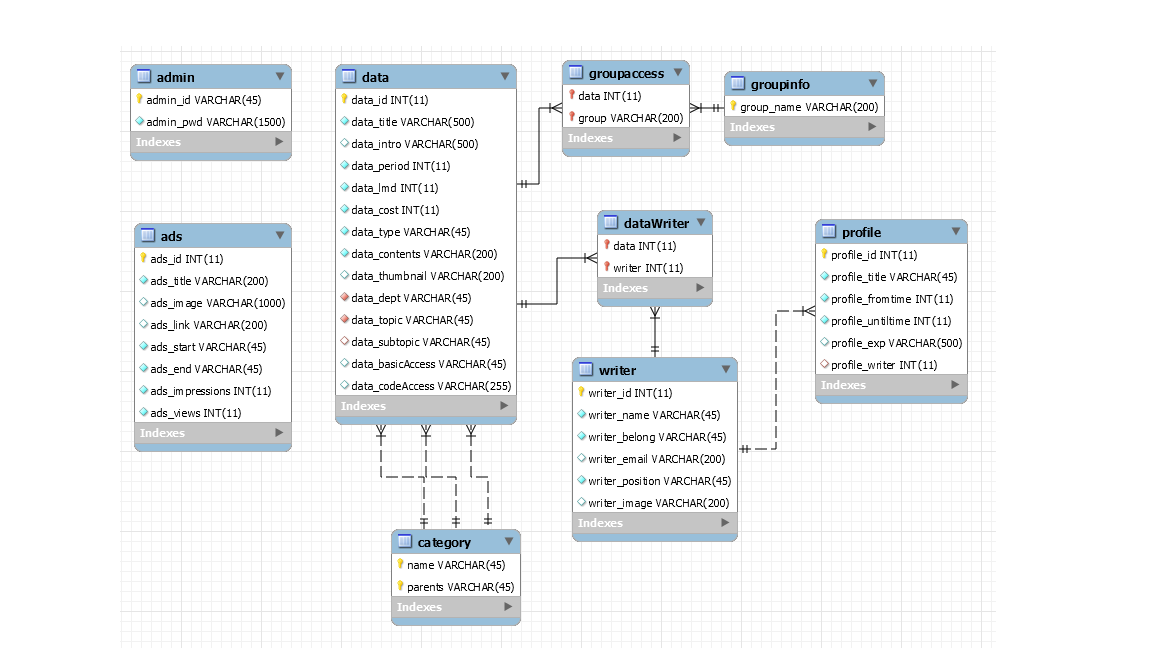 admin
admin_id VARCHAR(45)
admin_pwd VARCHAR(1500)
Indexes
data
data_id INT(11)
data_title VARCHAR(500)
data_intro VARCHAR(500)
data_period INT(11)
data_lmd INT(11)
data_cost INT(11)
data_type VARCHAR(45)
data_contents VARCHAR(200)
data_thumbnail VARCHAR(200)
data_dept VARCHAR(45)
data_topic VARCHAR(45)
data_subtopic VARCHAR(45)
data_basicAccess VARCHAR(45)
data_codeAccess VARCHAR(255)
Indexes
groupaccess
data INT(11)
group VARCHAR(200)
Indexes
groupinfo
group_name VARCHAR(200)
Indexes
ads
ads_id INT(11)
ads_title VARCHAR(200)
ads_image VARCHAR(1000)
ads_link VARCHAR(200)
ads_start VARCHAR(45)
ads_end VARCHAR(45)
ads_impressions INT(11)
ads_views INT(11)
Indexes
dataWriter
data INT(11)
writer INT(11)
Indexes
profile
profile_id INT(11)
profile_title VARCHAR(45)
profile_fromtime INT(11)
profile_untiltime INT(11)
profile_exp VARCHAR(500)
profile_writer INT(11)
Indexes
writer
writer_id INT(11)
writer_name VARCHAR(45)
writer_belong VARCHAR(45)
writer_email VARCHAR(200)
writer_position VARCHAR(45)
writer_image VARCHAR(200)
Indexes
category
name VARCHAR(45)
parents VARCHAR(45)
Indexes